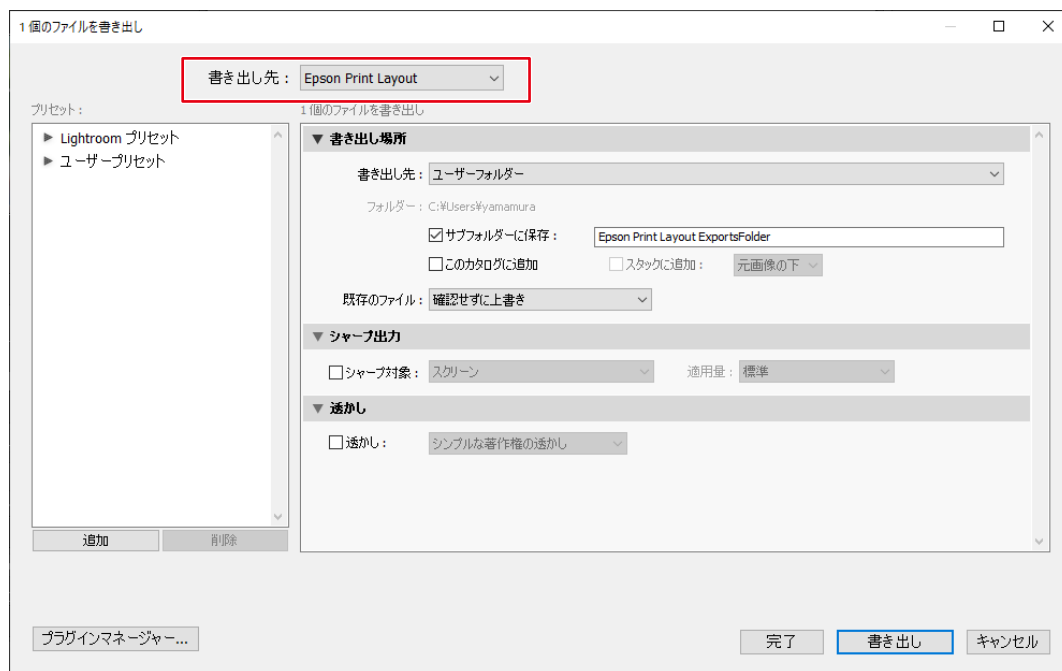 1 個のファイルを書き出し
書き出し先： Epson Print Layout
プリセット： 1 個のファイルを書き出し
Lightroom プリセット
ユーザープリセット
書き出し場所
書き出し先： ユーザーフォルダー
フォルダー： C:¥Users¥yamamura
サブフォルダーに保存： Epson Print Layout ExportsFolder
このカタログに追加 スタックに追加： 元画像の下
既存のファイル： 確認せずに上書き
シャープ出力
シャープ対象： スクリーン 適用量： 標準
透かし
透かし： シンプルな著作権の透かし
追加 削除
プラグインマネージャー... 完了 書き出し キャンセル